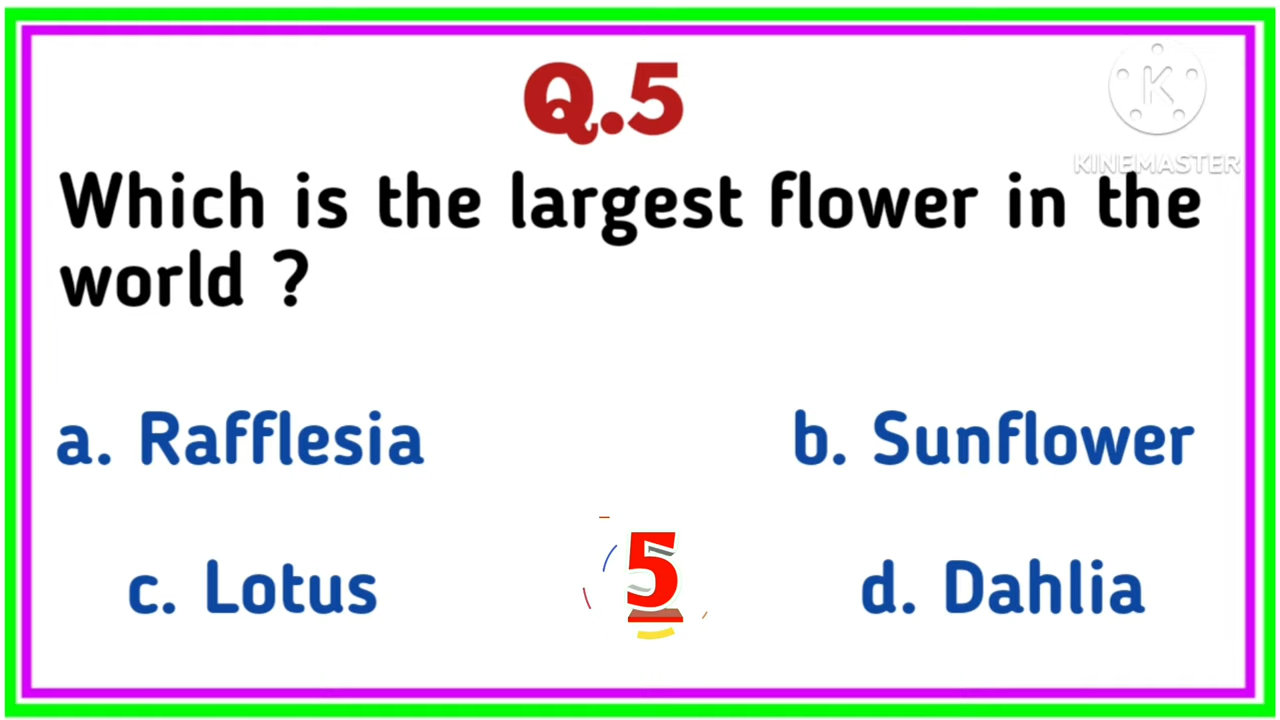 Q.5
K
KINEMASTER
Which is the largest flower in the
world ?
a. Rafflesia
b. Sunflower
c. Lotus
5
d. Dahlia